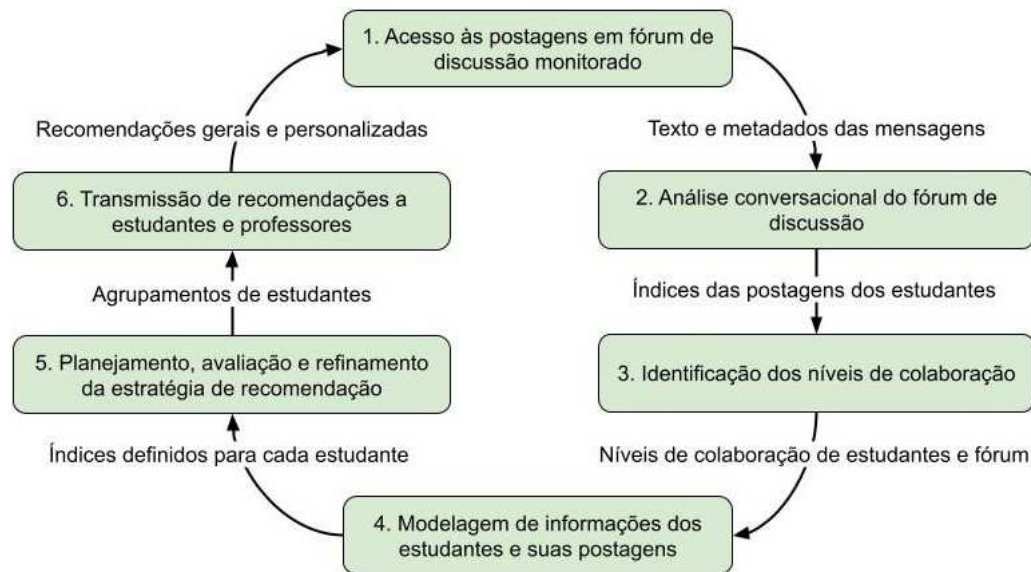 1. Acesso às postagens em fórum de
discussão monitorado
Texto e metadados das mensagens
2. Análise conversacional do fórum de
discussão
Índices das postagens dos estudantes
3. Identificação dos níveis de colaboração
Níveis de colaboração de estudantes e fórum
4. Modelagem de informações dos
estudantes e suas postagens
Índices definidos para cada estudante
5. Planejamento, avaliação e refinamento
da estratégia de recomendação
Agrupamentos de estudantes
6. Transmissão de recomendações a
estudantes e professores
Recomendações gerais e personalizadas